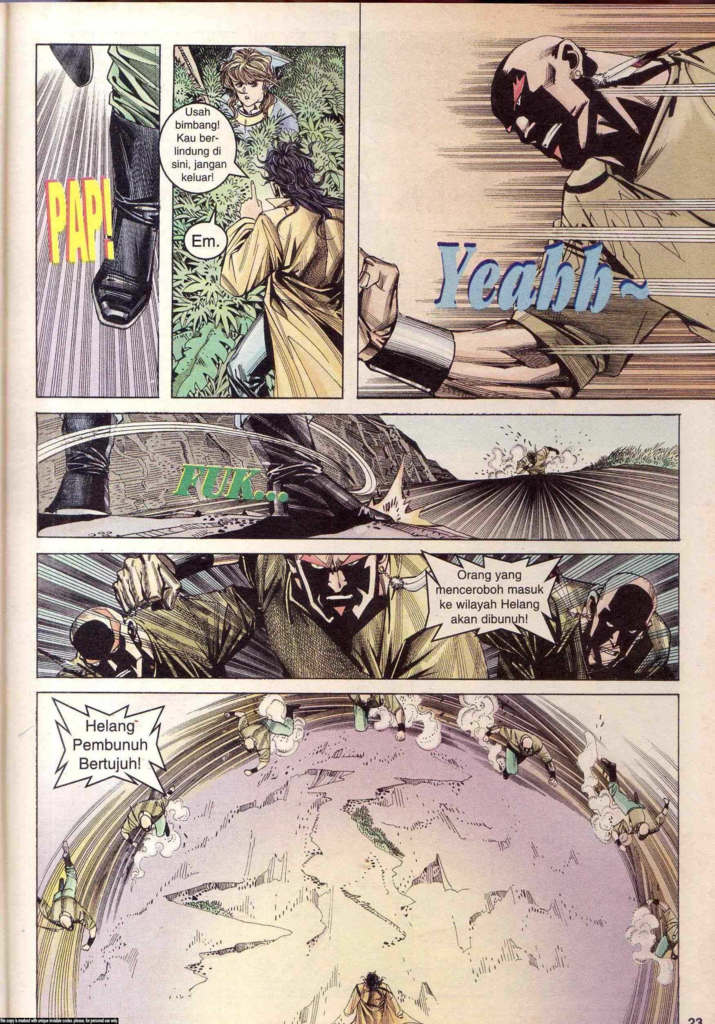 PAP!
Usah
bimbang!
Kau ber-
lindung di
sini, jangan
keluar!
Em.
Yeahh~
FUK...
Orang yang
menceroboh masuk
ke wilayah Helang
akan dibunuh!
Helang
Pembunuh
Bertujuh!
23